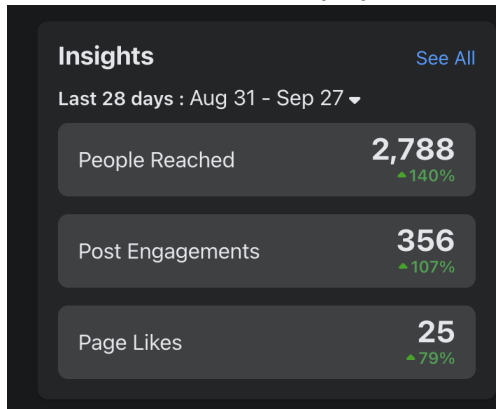 Insights
See All
Last 28 days : Aug 31 - Sep 27
People Reached
2,788
140%
Post Engagements
356
107%
Page Likes
25
79%